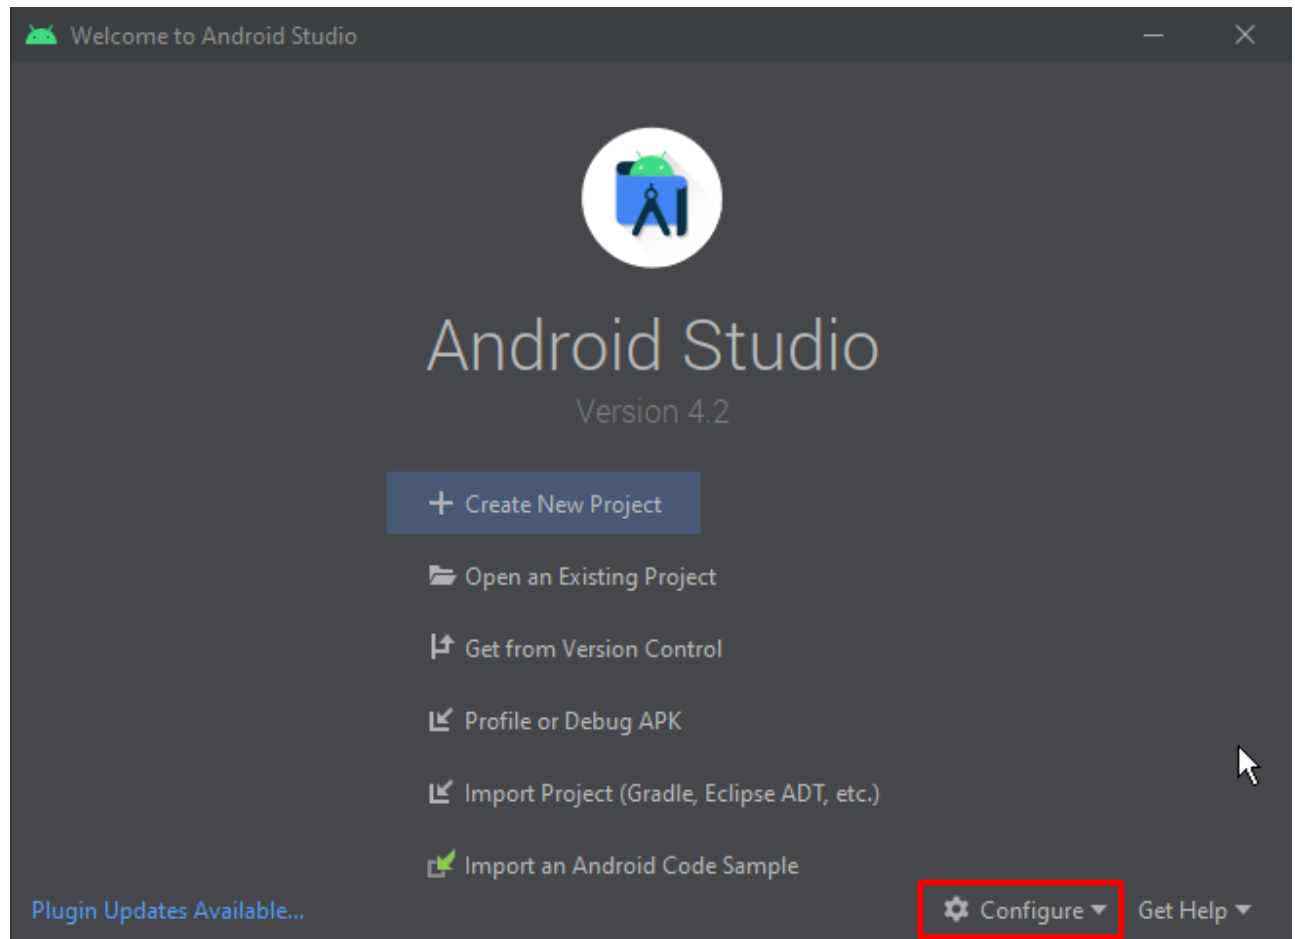 Welcome to Android Studio
Android Studio
Version 4.2
Create New Project
Open an Existing Project
Get from Version Control
Profile or Debug APK
Import Project (Gradle, Eclipse ADT, etc.)
Import an Android Code Sample
Plugin Updates Available... Configure Get Help